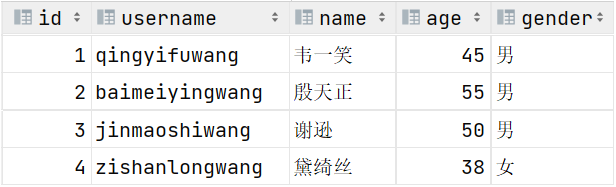 id username name age gender
1 qingyifuwang 韦一笑 45 男
2 baimeiyingwang 殷天正 55 男
3 jinmaoshiwang 谢逊 50 男
4 zishanlongwang 黛绮丝 38 女